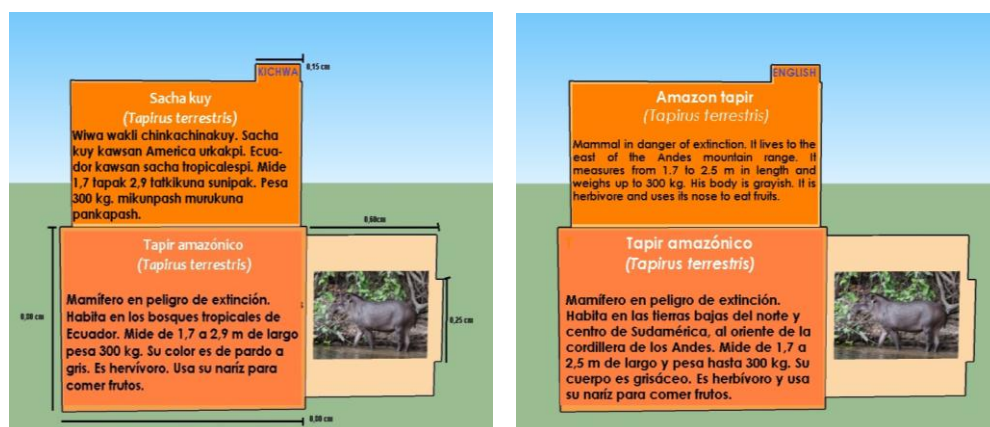 KICHWA
0,15 cm
Sacha kuy
(Tapirus terrestris)
Wiwa wakli chinkachinakuy. Sacha
kuy kawsan America urkakpi. Ecua-
dor kawsan sacha tropicalespi. Mide
1,7 tapak 2,9 tatkikuna sunipak. Pesa
300 kg. mikunpash murukuna
pankapash.
0,60cm
Tapir amazónico
(Tapirus terrestris)
Mamífero en peligro de extinción.
Habita en los bosques tropicales de
Ecuador. Mide de 1,7 a 2,9 m de largo
pesa 300 kg. Su color es de pardo a
gris. Es hervívoro. Usa su naríz para
comer frutos.
0,25 cm
ENGLISH
Amazon tapir
(Tapirus terrestris)
Mammal in danger of extinction. It lives to the
east of the Andes mountain range. It
measures from 1.7 to 2.5 m in length and
weighs up to 300 kg. His body is grayish. It is
herbivore and uses its nose to eat fruits.
Tapir amazónico
(Tapirus terrestris)
Mamífero en peligro de extinción.
Habita en las tierras bajas del norte y
centro de Sudamérica, al oriente de la
cordillera de los Andes. Mide de 1,7 a
2,5 m de largo y pesa hasta 300 kg. Su
cuerpo es grisáceo. Es herbívoro y usa
su naríz para comer frutos.